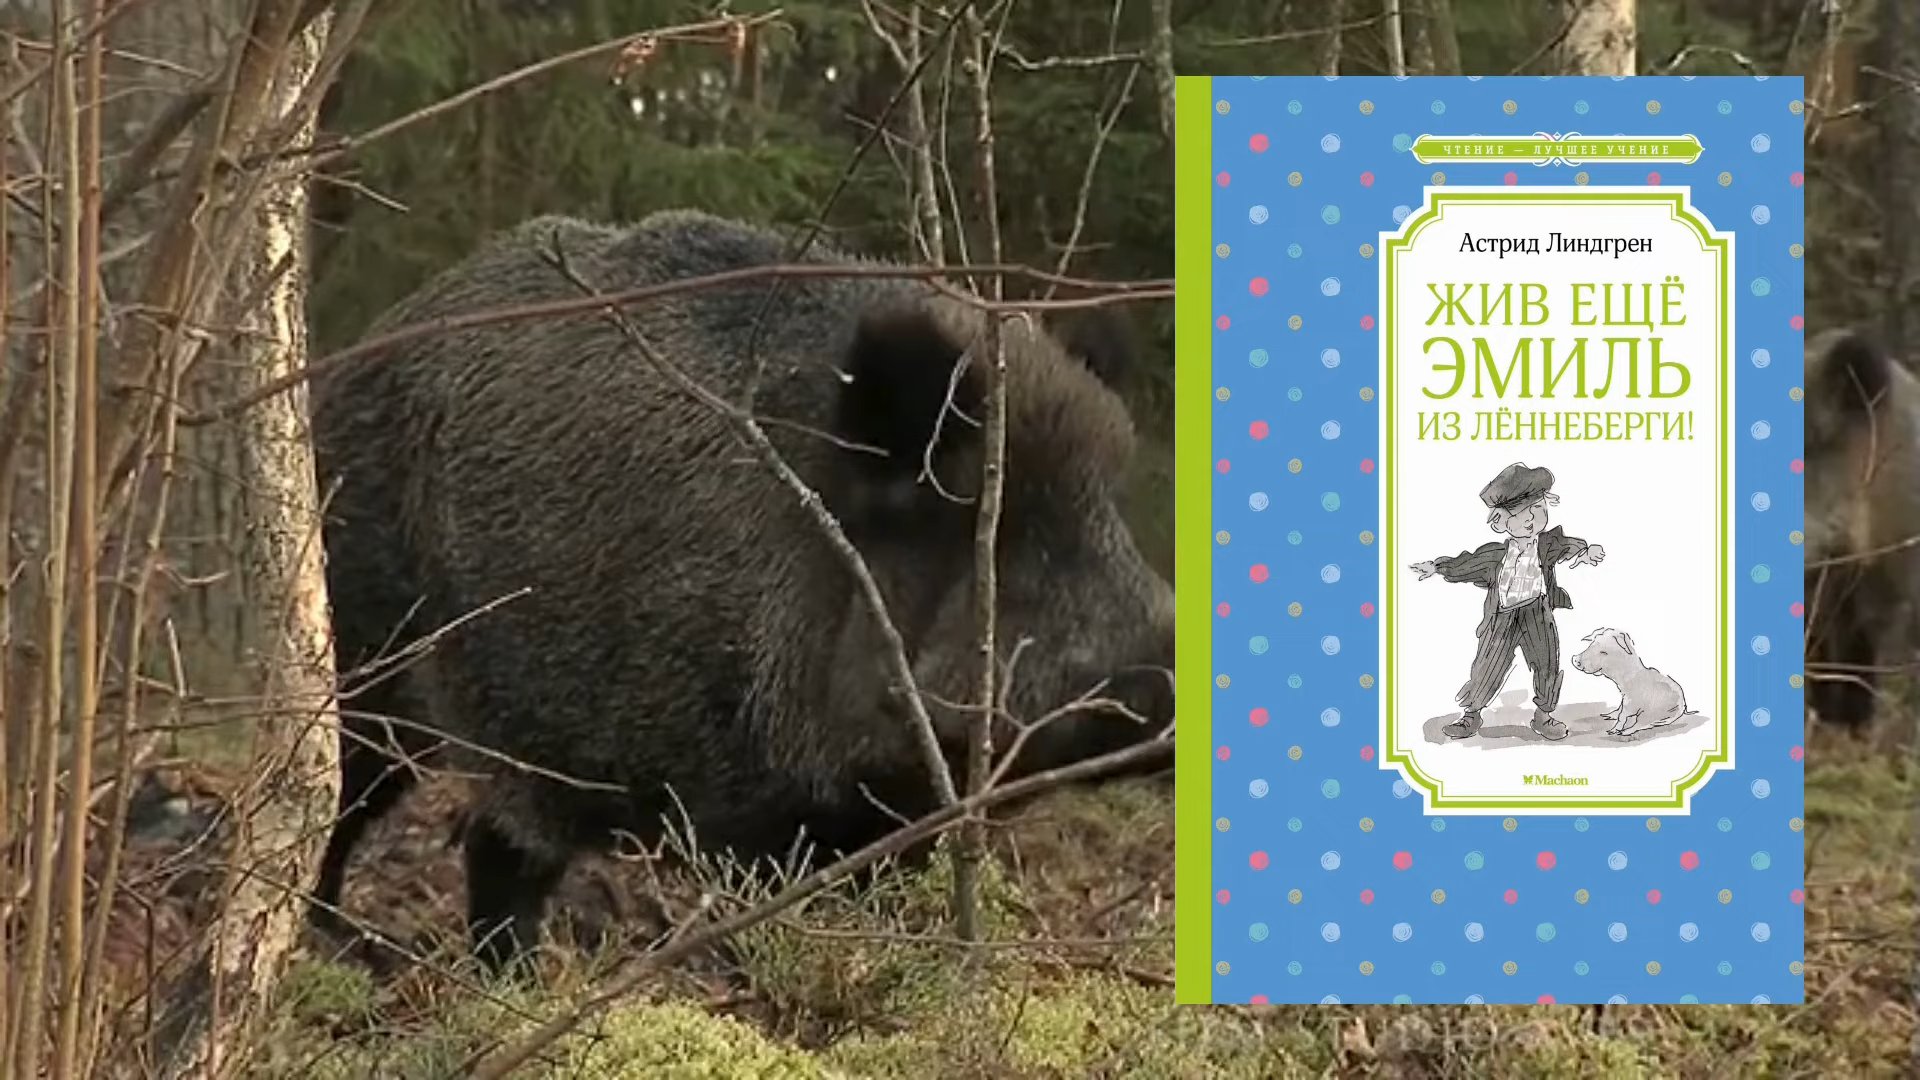 ЧТЕНИЕ — ЛУЧШЕЕ УЧЕНИЕ
Астрид Линдгрен
ЖИВ ЕЩЁ
ЭМИЛЬ
ИЗ ЛЁННЕБЕРГИ!
Machaon